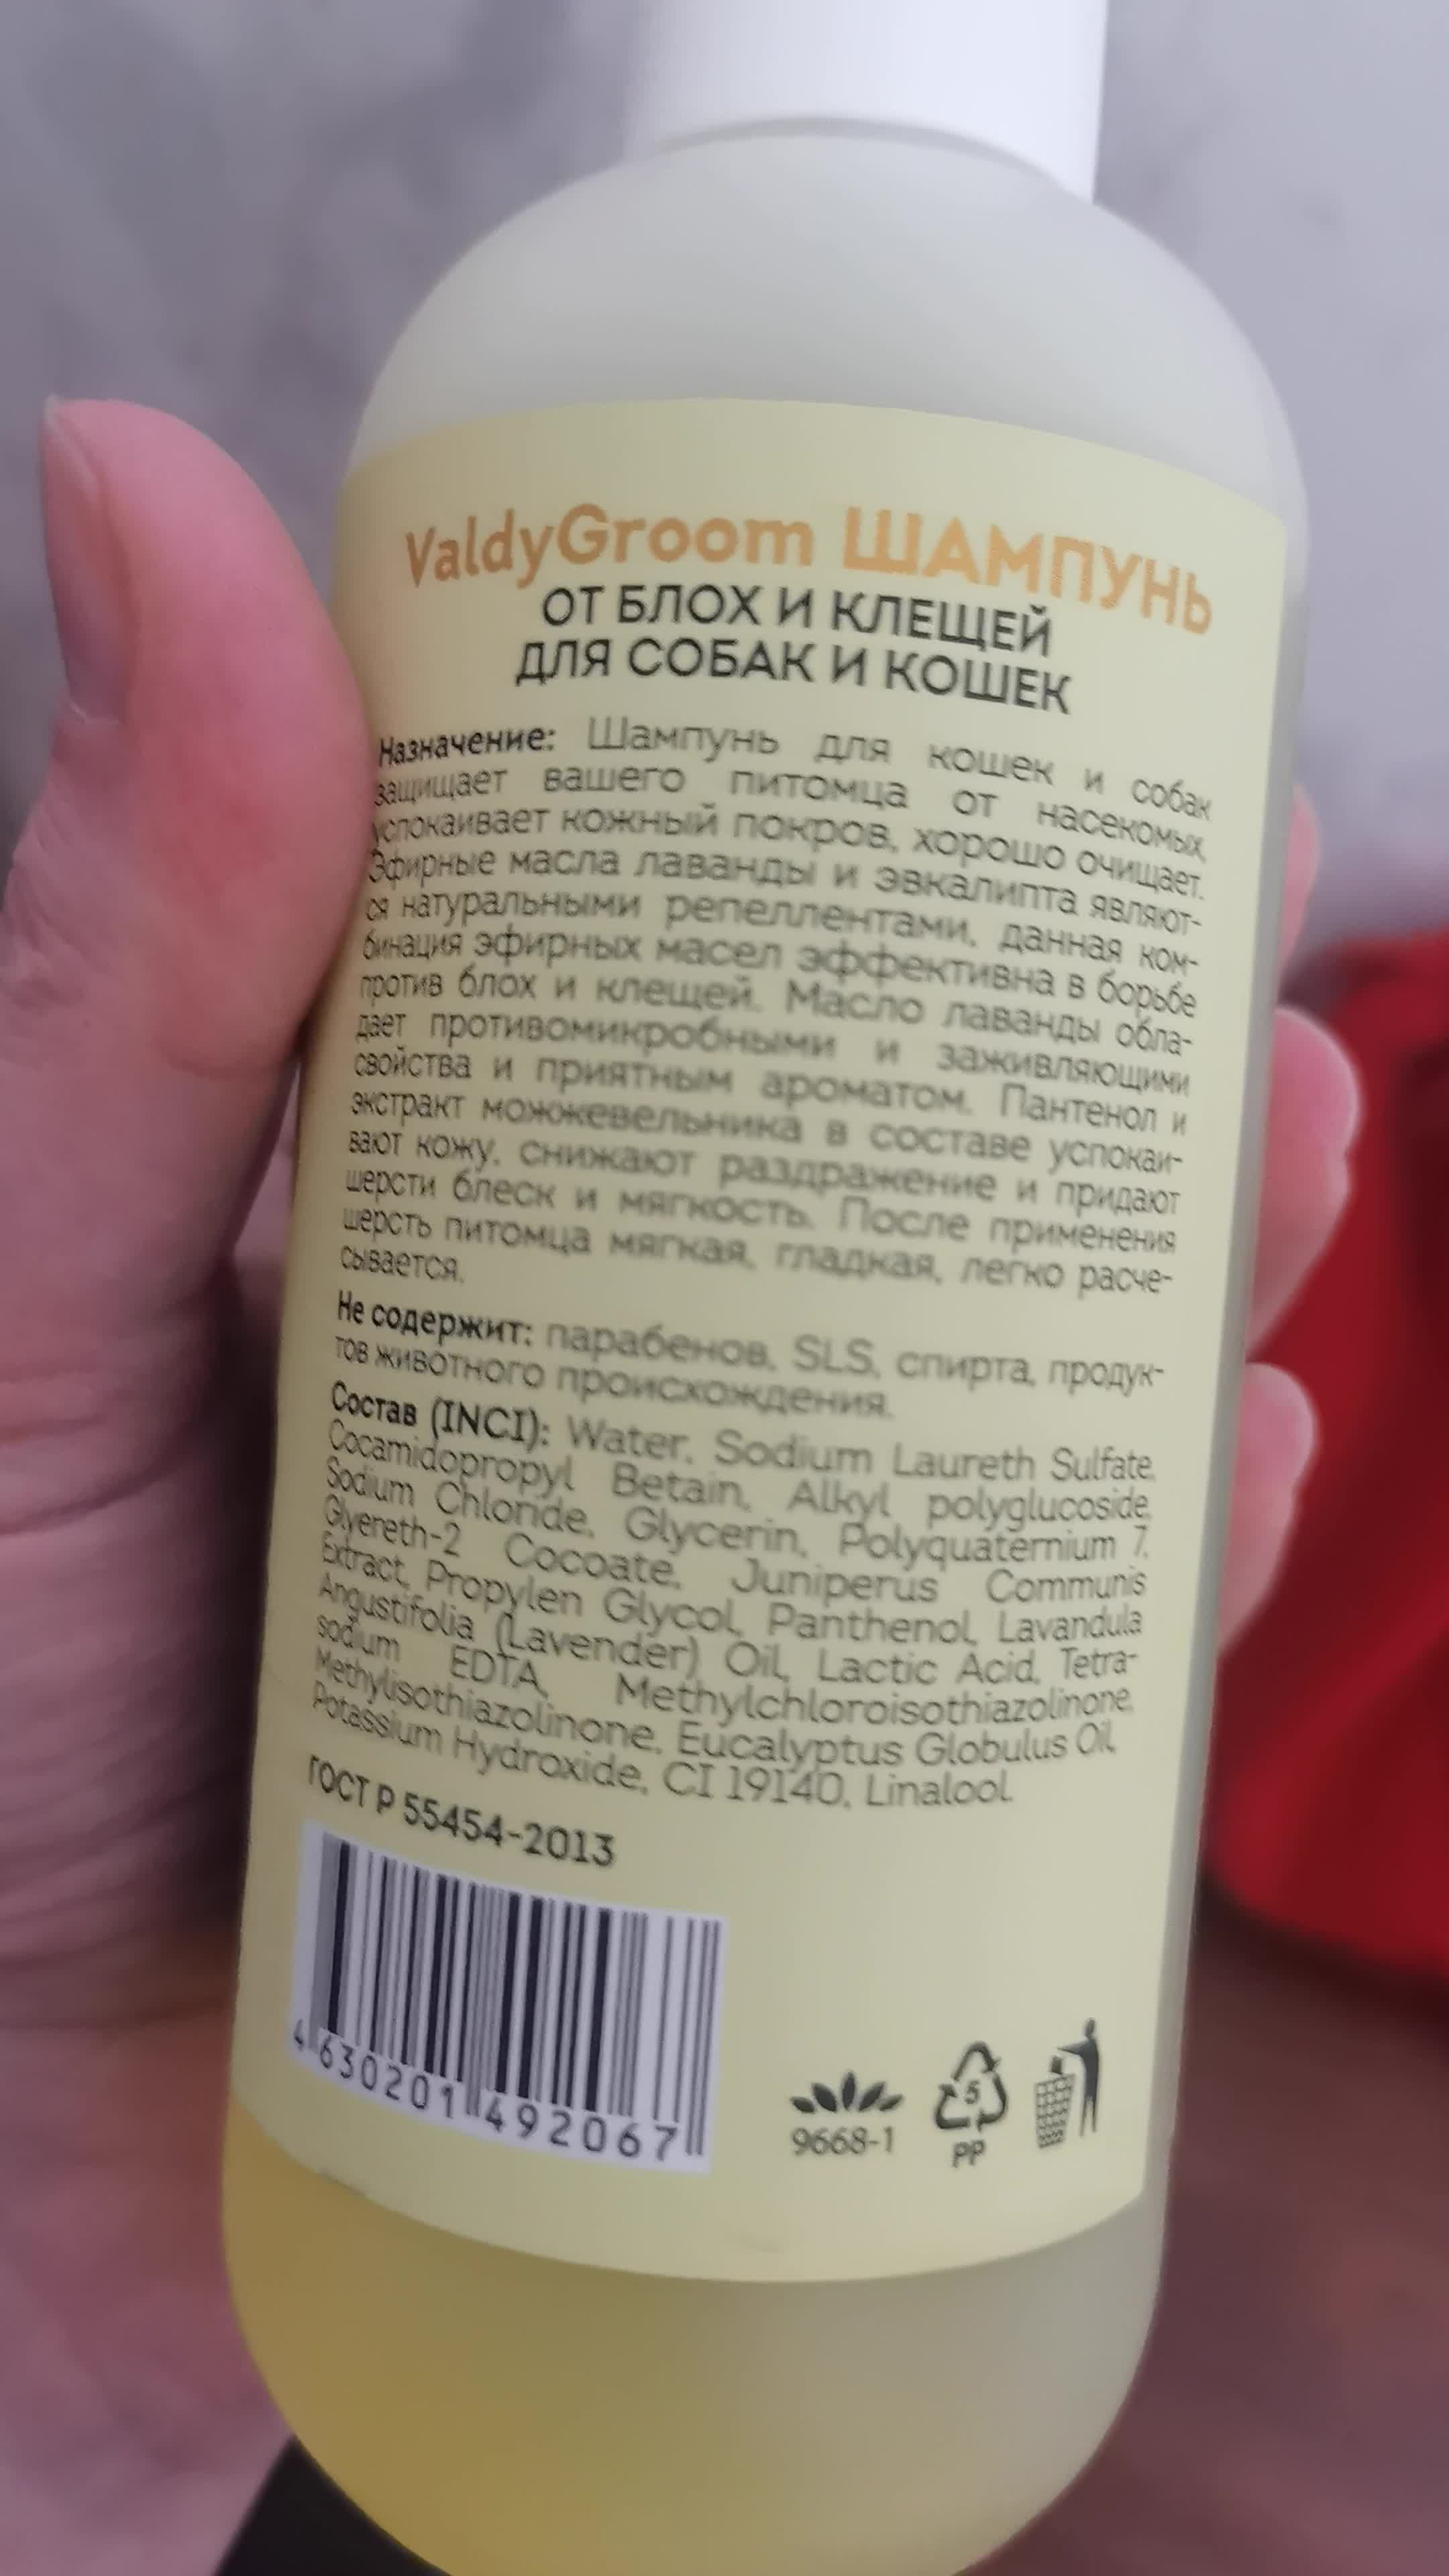 ValdyGroom ШАМПУНЬ
ОТ БЛОХ И КЛЕЩЕЙ
ДЛЯ СОБАК И КОШЕК
Назначение: Шампунь для кошек и собак
защищает вашего питомца от насекомых,
успокаивает кожный покров, хорошо очищает.
Эфирные масла лаванды и эвкалипта являют-
ся натуральными репеллентами, данная ком-
бинация эфирных масел эффективна в борьбе
против блох и клещей. Масло лаванды обла-
дает противомикробными и заживляющими
свойства и приятным ароматом. Пантенол и
экстракт можжевельника в составе успокаи-
вают кожу, снижают раздражение и придают
шерсти блеск и мягкость. После применения
шерсть питомца мягкая, гладкая, легко расче-
сывается.
Не содержит: парабенов, SLS, спирта, продук-
тов животного происхождения.
Состав (INCI): Water, Sodium Laureth Sulfate,
Cocamidopropyl Betain, Alkyl polyglucoside,
Sodium Chloride, Glycerin, Polyquaternium 7,
Glyereth-2 Cocoate, Juniperus Communis
Extract, Propylen Glycol, Panthenol, Lavandula
Angustifolia (Lavender) Oil, Lactic Acid, Tetra-
sodium EDTA, Methylchloroisothiazolinone,
Methylisothiazolinone, Eucalyptus Globulus Oil,
Potassium Hydroxide, CI 19140, Linalool.
ГОСТ Р 55454-2013
4 630201 492067
9668-1
5
PP